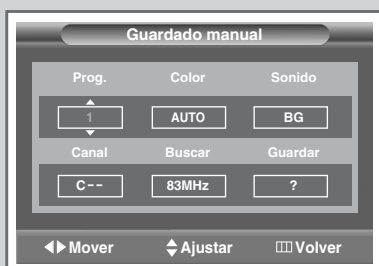 Guardado manual
Prog. Color Sonido
1 AUTO BG
Canal Buscar Guardar
C-- 83MHz ?
Mover Ajustar Volver